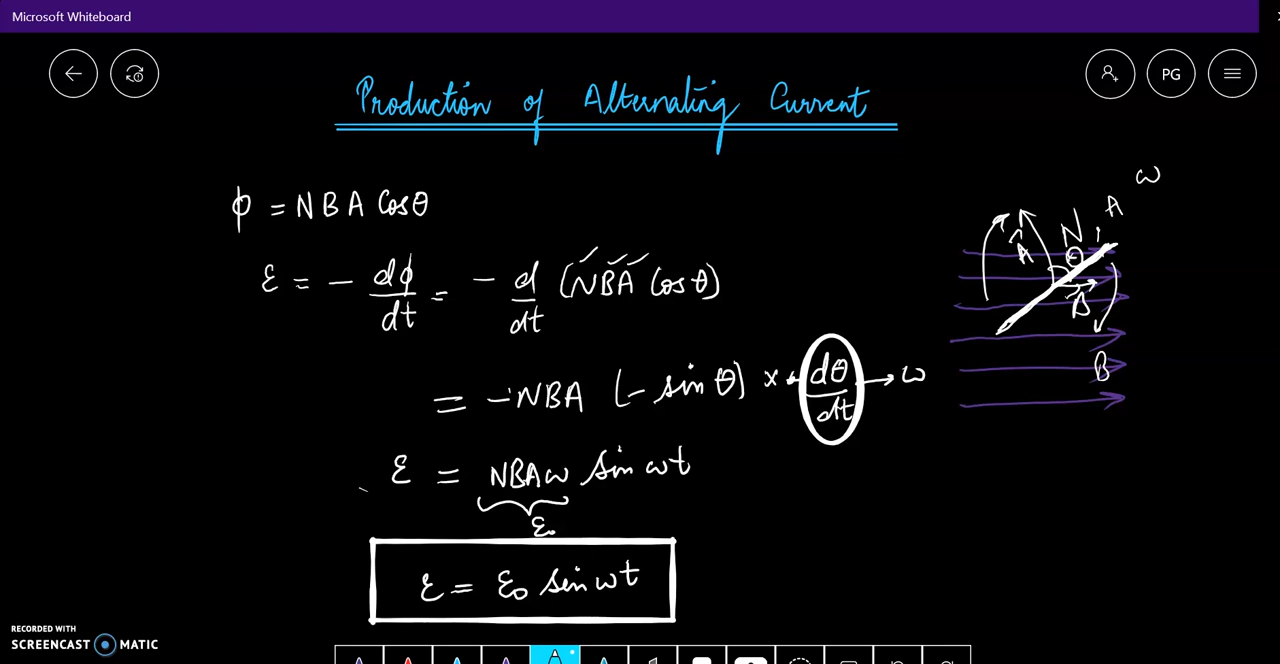 Microsoft Whiteboard
PG
Production of Alternating Current
ϕ = NBA Cosθ
ε = - dϕ/dt = - d/dt (NBA Cosθ)
= -NBA (- sinθ) × dθ/dt → ω
ε = NBAω sin ωt
ε₀
ε = ε₀ sin ωt
ω
A
N
Â
θ
B
B
RECORDED WITH
SCREENCAST MATIC